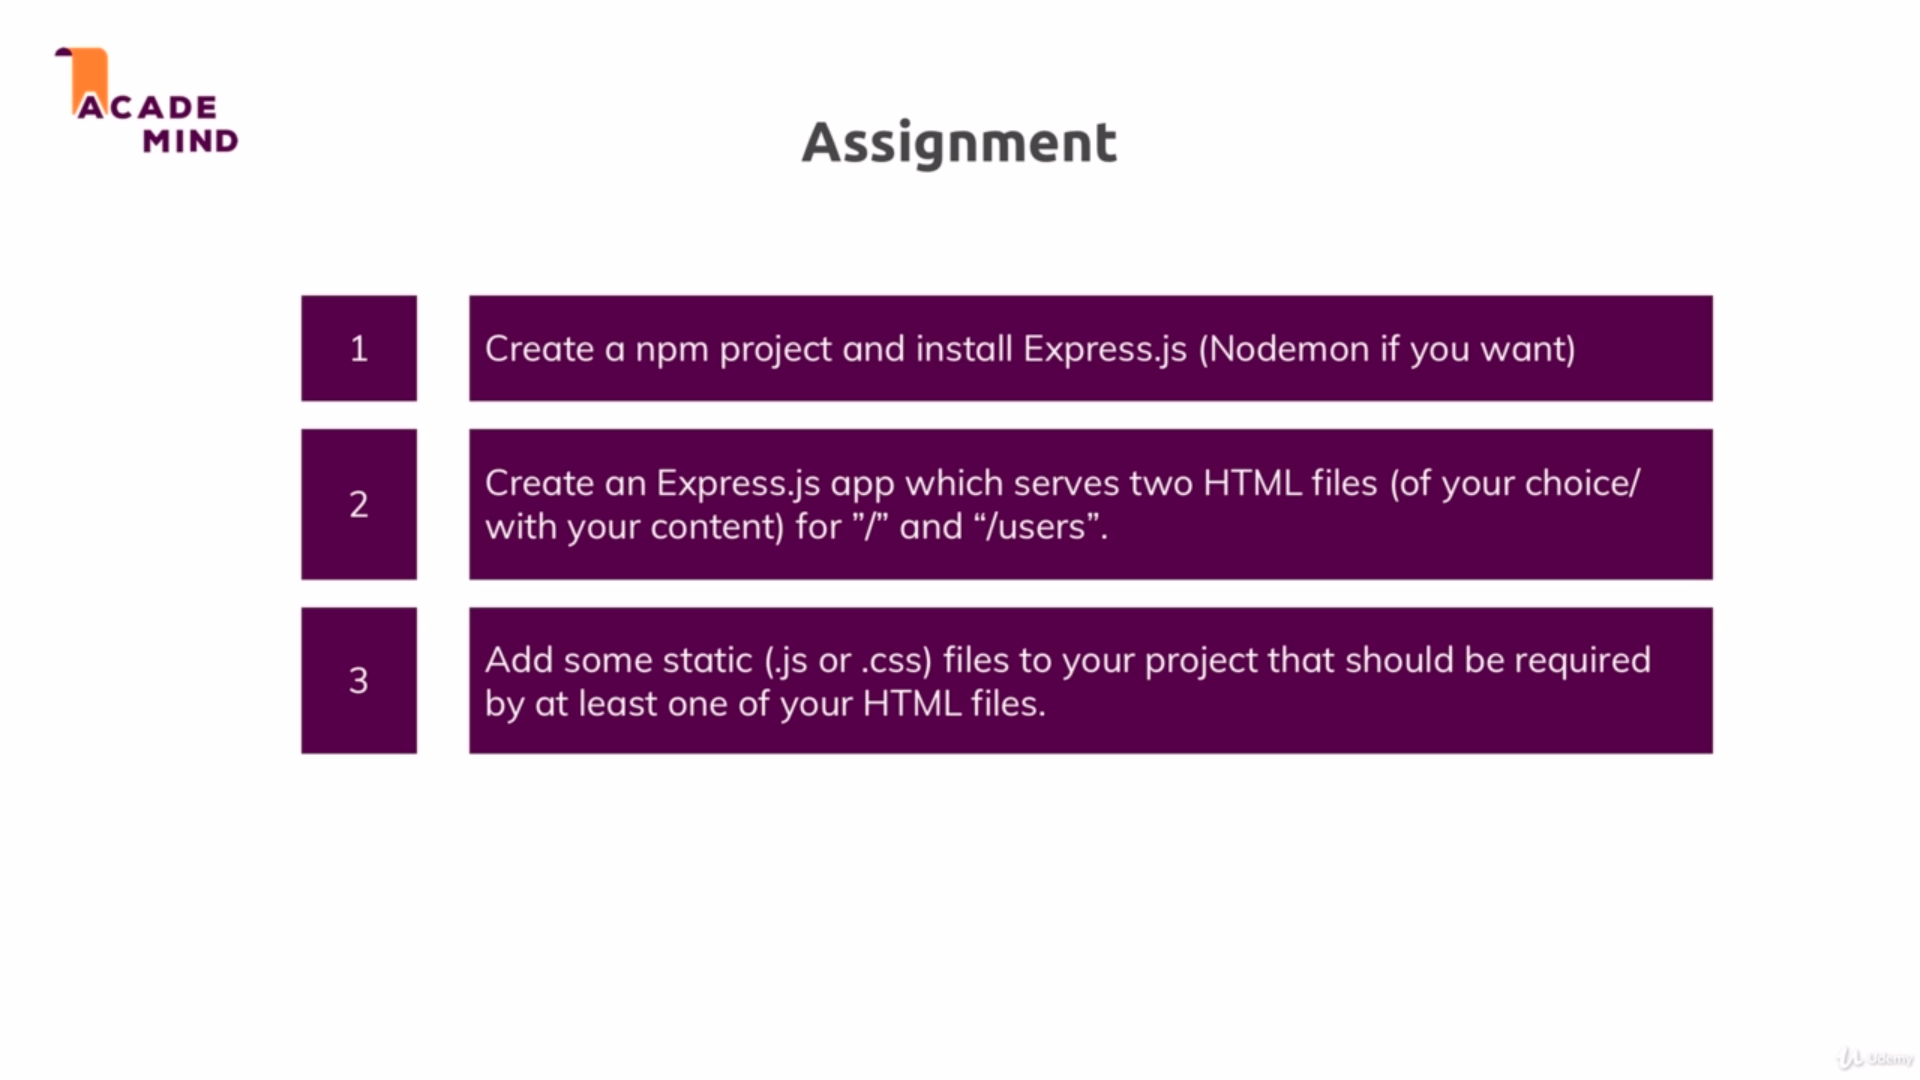 ACADE
MIND
Assignment
1
Create a npm project and install Express.js (Nodemon if you want)
2
Create an Express.js app which serves two HTML files (of your choice/
with your content) for ”/” and “/users”.
3
Add some static (.js or .css) files to your project that should be required
by at least one of your HTML files.
Udemy